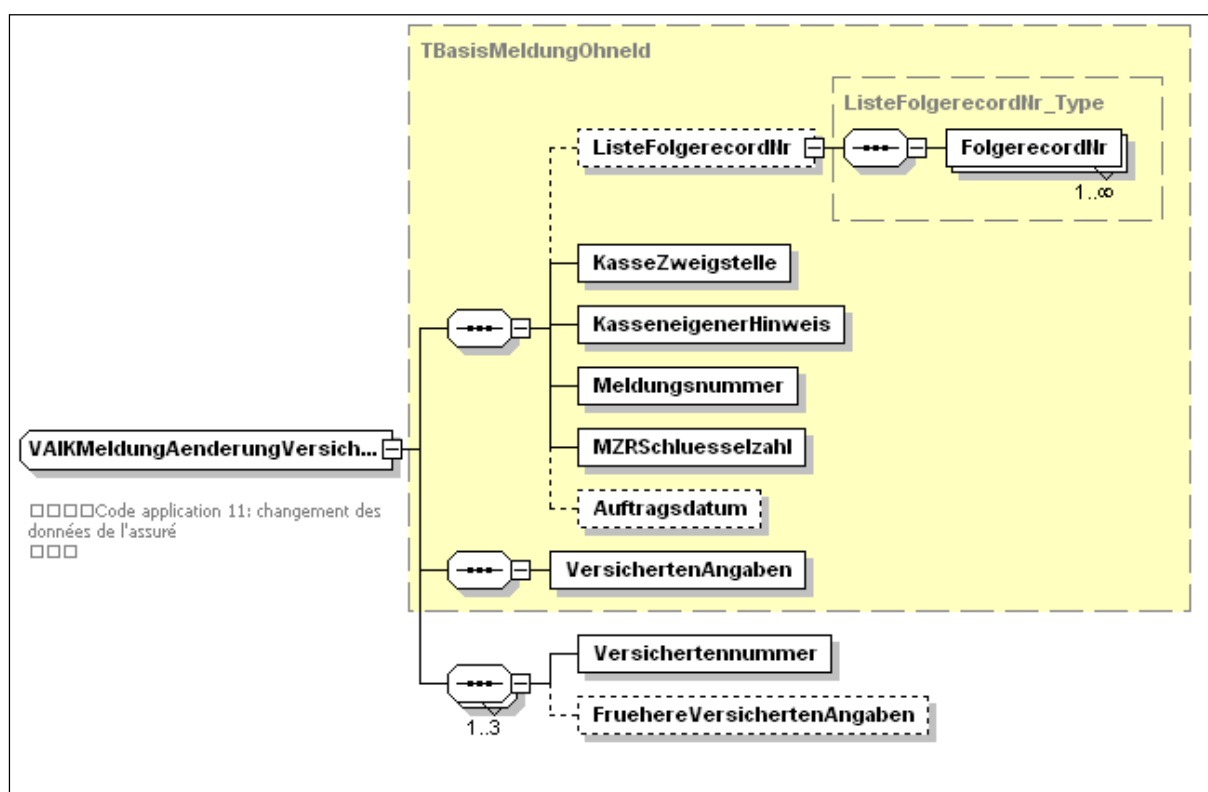 TBasisMeldungOhneId
ListeFolgerecordNr_Type
ListeFolgerecordNr
FolgerecordNr
1..∞
KasseZweigstelle
KasseneigenerHinweis
Meldungsnummer
VAIKMeldungAenderungVersich...
MZRSchluesselzahl
□□□□Code application 11: changement des
données de l'assuré
□□□
Auftragsdatum
VersichertenAngaben
Versichertennummer
1..3
FruehereVersichertenAngaben